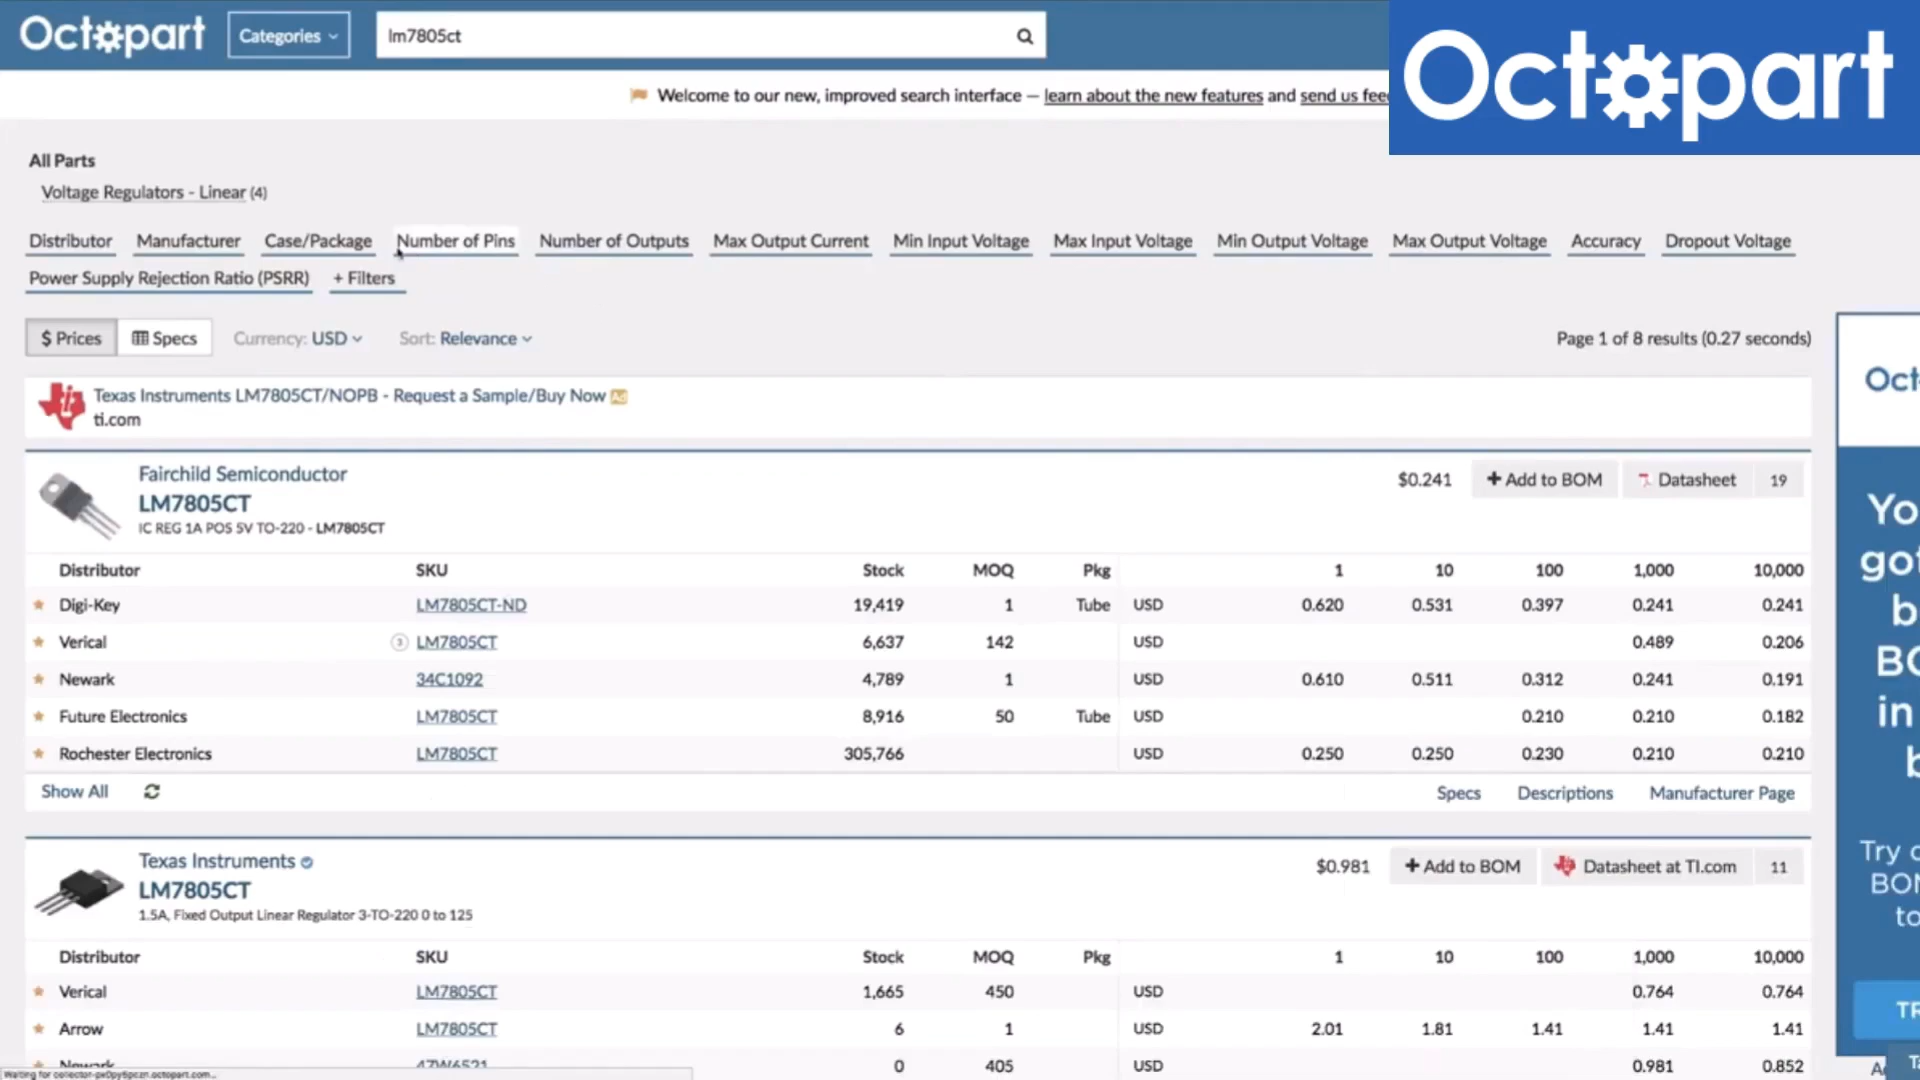 Octopart
Categories
lm7805ct
Octopart
Welcome to our new, improved search interface — learn about the new features and send us fee
All Parts
Voltage Regulators - Linear (4)
Distributor Manufacturer Case/Package Number of Pins Number of Outputs Max Output Current Min Input Voltage Max Input Voltage Min Output Voltage Max Output Voltage Accuracy Dropout Voltage
Power Supply Rejection Ratio (PSRR) + Filters
$ Prices Specs Currency: USD Sort: Relevance Page 1 of 8 results (0.27 seconds)
Texas Instruments LM7805CT/NOPB - Request a Sample/Buy Now Ad
ti.com
Fairchild Semiconductor
LM7805CT
IC REG 1A POS 5V TO-220 - LM7805CT
$0.241 + Add to BOM Datasheet 19
Distributor SKU Stock MOQ Pkg 1 10 100 1,000 10,000
Digi-Key LM7805CT-ND 19,419 1 Tube USD 0.620 0.531 0.397 0.241 0.241
Verical 3 LM7805CT 6,637 142 USD 0.489 0.206
Newark 34C1092 4,789 1 USD 0.610 0.511 0.312 0.241 0.191
Future Electronics LM7805CT 8,916 50 Tube USD 0.210 0.210 0.182
Rochester Electronics LM7805CT 305,766 USD 0.250 0.250 0.230 0.210 0.210
Show All Specs Descriptions Manufacturer Page
Texas Instruments
LM7805CT
1.5A, Fixed Output Linear Regulator 3-TO-220 0 to 125
$0.981 + Add to BOM Datasheet at TI.com 11
Distributor SKU Stock MOQ Pkg 1 10 100 1,000 10,000
Verical LM7805CT 1,665 450 USD 0.764 0.764
Arrow LM7805CT 6 1 USD 2.01 1.81 1.41 1.41 1.41
Newark 47W6521 0 405 USD 0.981 0.852
Oct
Yo
got
b
BO
in
b
Try
BOM
to
TR